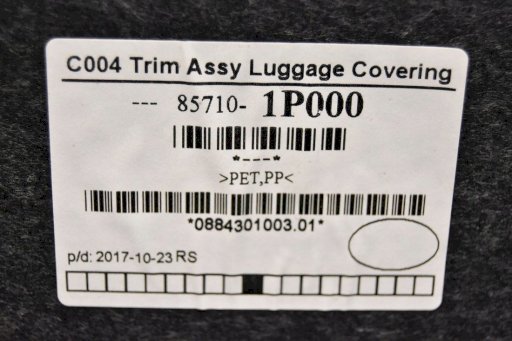 C004 Trim Assy Luggage Covering
--- 85710- 1P000
*---*
>PET,PP<
*0884301003.01*
p/d: 2017-10-23 RS